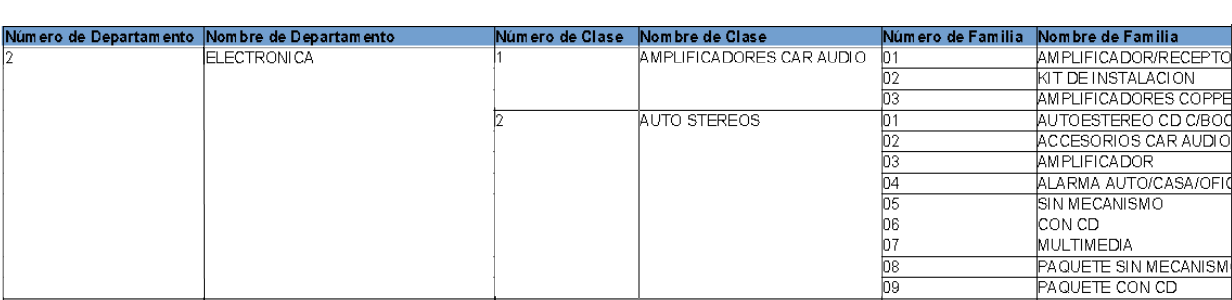 Número de Departamento Nombre de Departamento Número de Clase Nombre de Clase Número de Familia Nombre de Familia
2 ELECTRONICA 1 AMPLIFICADORES CAR AUDIO 01 AMPLIFICADOR/RECEPTO
02 KIT DE INSTALACION
03 AMPLIFICADORES COPPE
2 AUTO STEREOS 01 AUTOESTEREO CD C/BOC
02 ACCESORIOS CAR AUDIO
03 AMPLIFICADOR
04 ALARMA AUTO/CASA/OFIC
05 SIN MECANISMO
06 CON CD
07 MULTIMEDIA
08 PAQUETE SIN MECANISM
09 PAQUETE CON CD